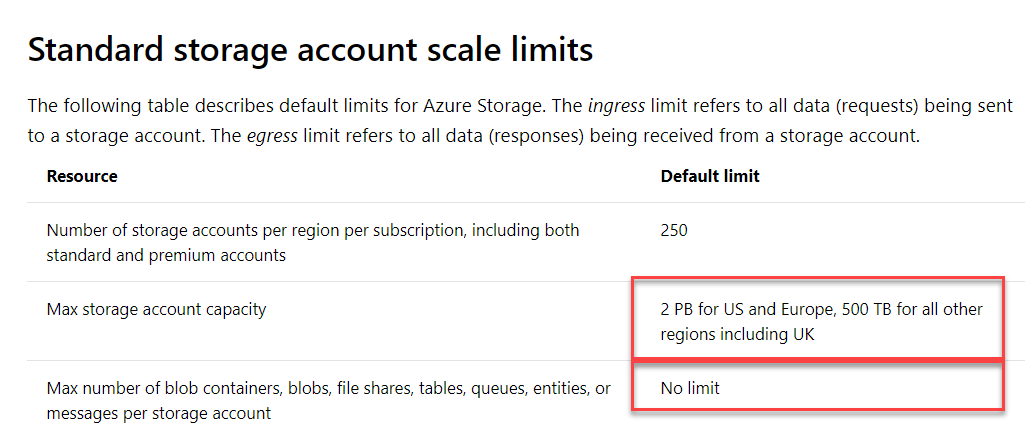 Standard storage account scale limits
The following table describes default limits for Azure Storage. The ingress limit refers to all data (requests) being sent
to a storage account. The egress limit refers to all data (responses) being received from a storage account.
Resource Default limit
Number of storage accounts per region per subscription, including both 250
standard and premium accounts
Max storage account capacity 2 PB for US and Europe, 500 TB for all other
regions including UK
Max number of blob containers, blobs, file shares, tables, queues, entities, or No limit
messages per storage account